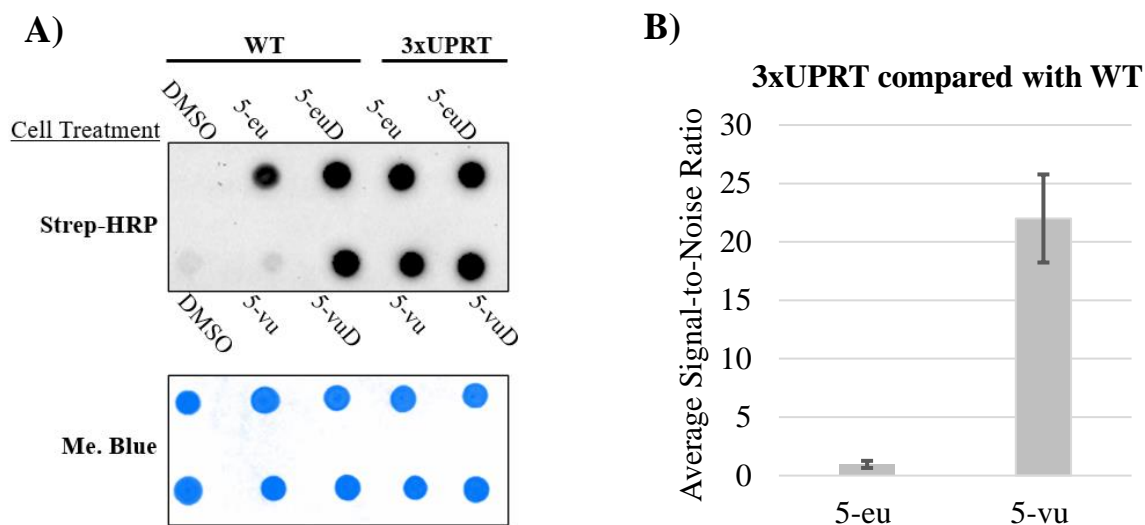 A)
WT 3xUPRT
DMSO 5-eu 5-euD 5-eu 5-euD
Cell Treatment
Strep-HRP
DMSO 5-vu 5-vuD 5-vu 5-vuD
Me. Blue
B)
3xUPRT compared with WT
Average Signal-to-Noise Ratio
30
25
20
15
10
5
0
5-eu 5-vu